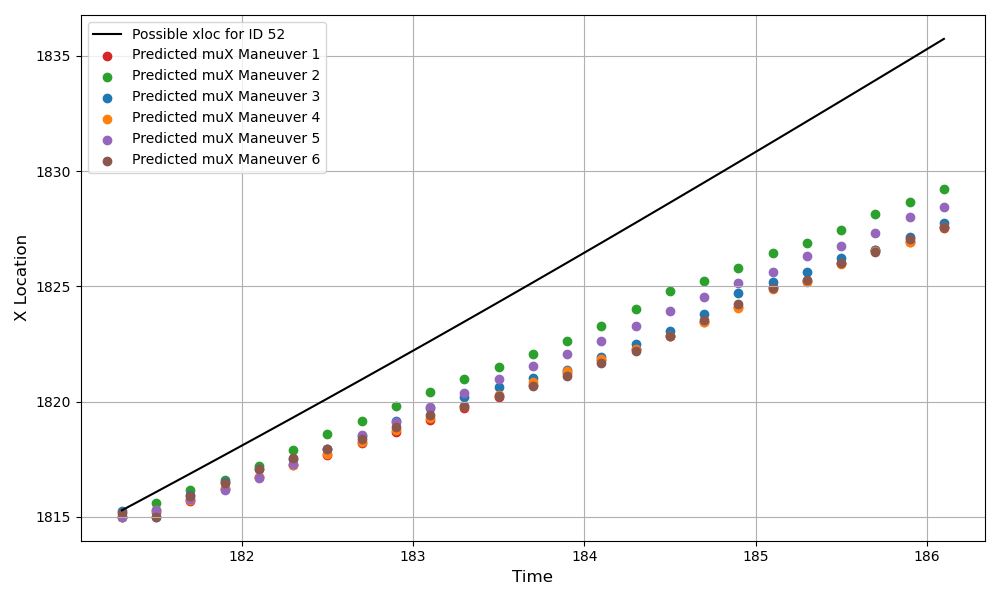 Possible xloc for ID 52
Predicted muX Maneuver 1
Predicted muX Maneuver 2
Predicted muX Maneuver 3
Predicted muX Maneuver 4
Predicted muX Maneuver 5
Predicted muX Maneuver 6
1835
1830
1825
1820
1815
X Location
182 183 184 185 186
Time